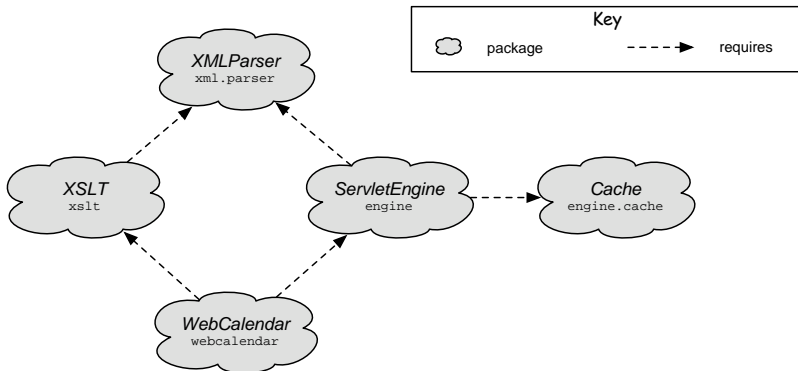 Key
package
requires
XMLParser
xml.parser
XSLT
xslt
ServletEngine
engine
Cache
engine.cache
WebCalendar
webcalendar